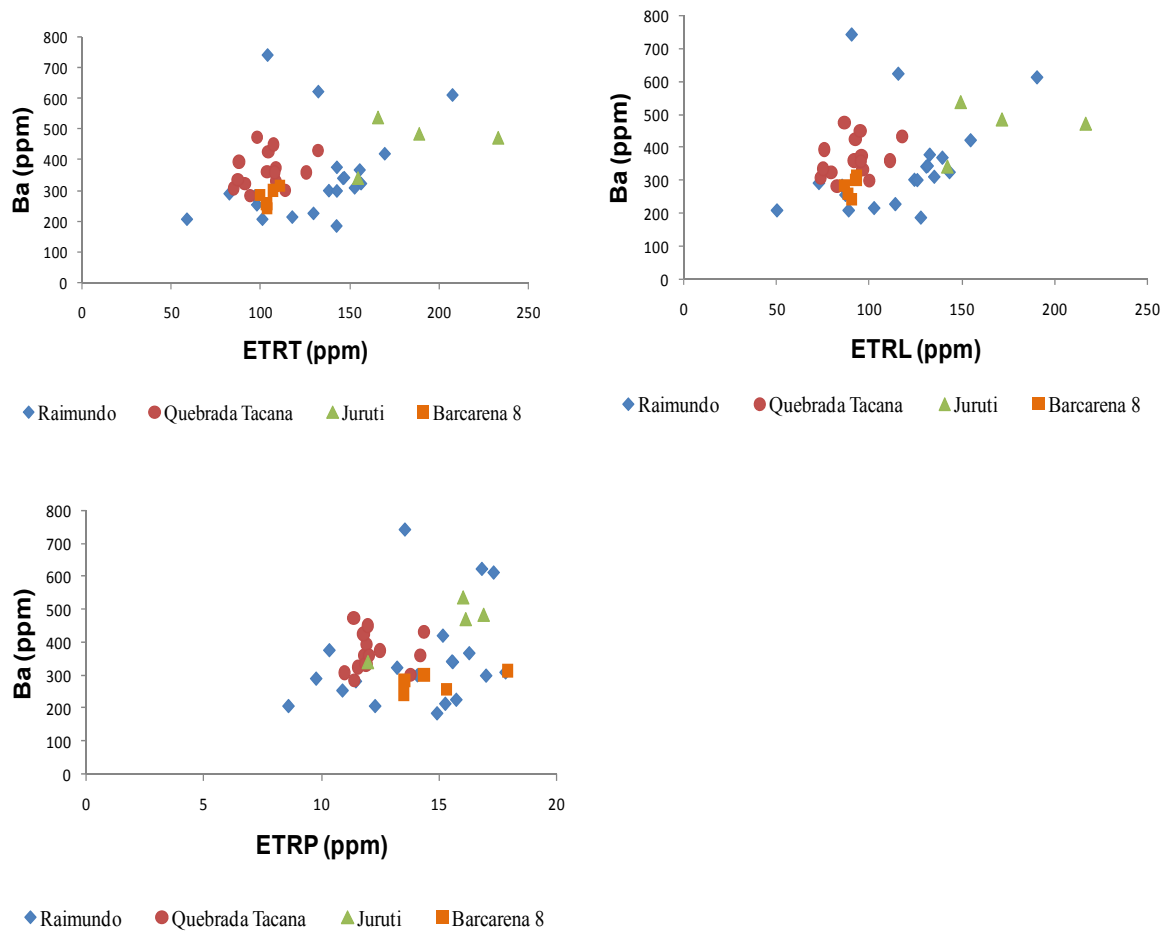 800
700
600
500
400
300
200
100
0
Ba (ppm)
0 50 100 150 200 250
ETRT (ppm)
Raimundo Quebrada Tacana Juruti Barcarena 8
800
700
600
500
400
300
200
100
0
Ba (ppm)
0 50 100 150 200 250
ETRL (ppm)
Raimundo Quebrada Tacana Juruti Barcarena 8
800
700
600
500
400
300
200
100
0
Ba (ppm)
0 5 10 15 20
ETRP (ppm)
Raimundo Quebrada Tacana Juruti Barcarena 8